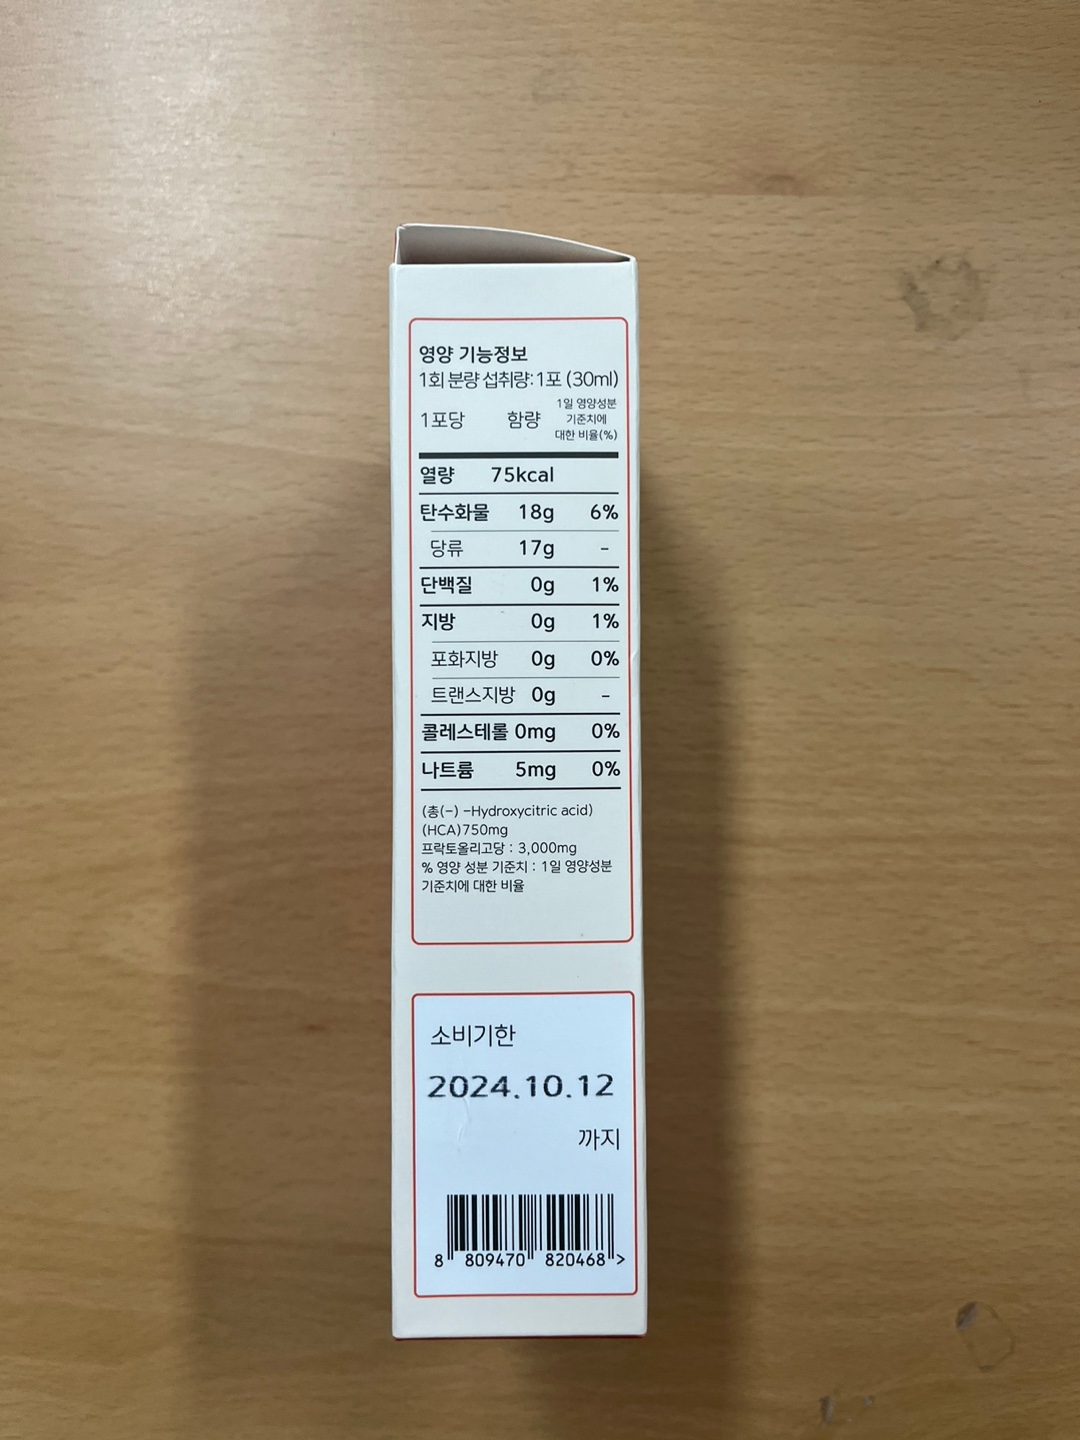 영양 기능정보
1회 분량 섭취량: 1포 (30ml)
1포당 함량 1일 영양성분
기준치에
대한 비율(%)
열량 75kcal
탄수화물 18g 6%
당류 17g -
단백질 0g 1%
지방 0g 1%
포화지방 0g 0%
트랜스지방 0g -
콜레스테롤 0mg 0%
나트륨 5mg 0%
(총(-) -Hydroxycitric acid)
(HCA)750mg
프락토올리고당 : 3,000mg
% 영양 성분 기준치 : 1일 영양성분
기준치에 대한 비율
소비기한
2024.10.12
까지
8 809470 820468 >